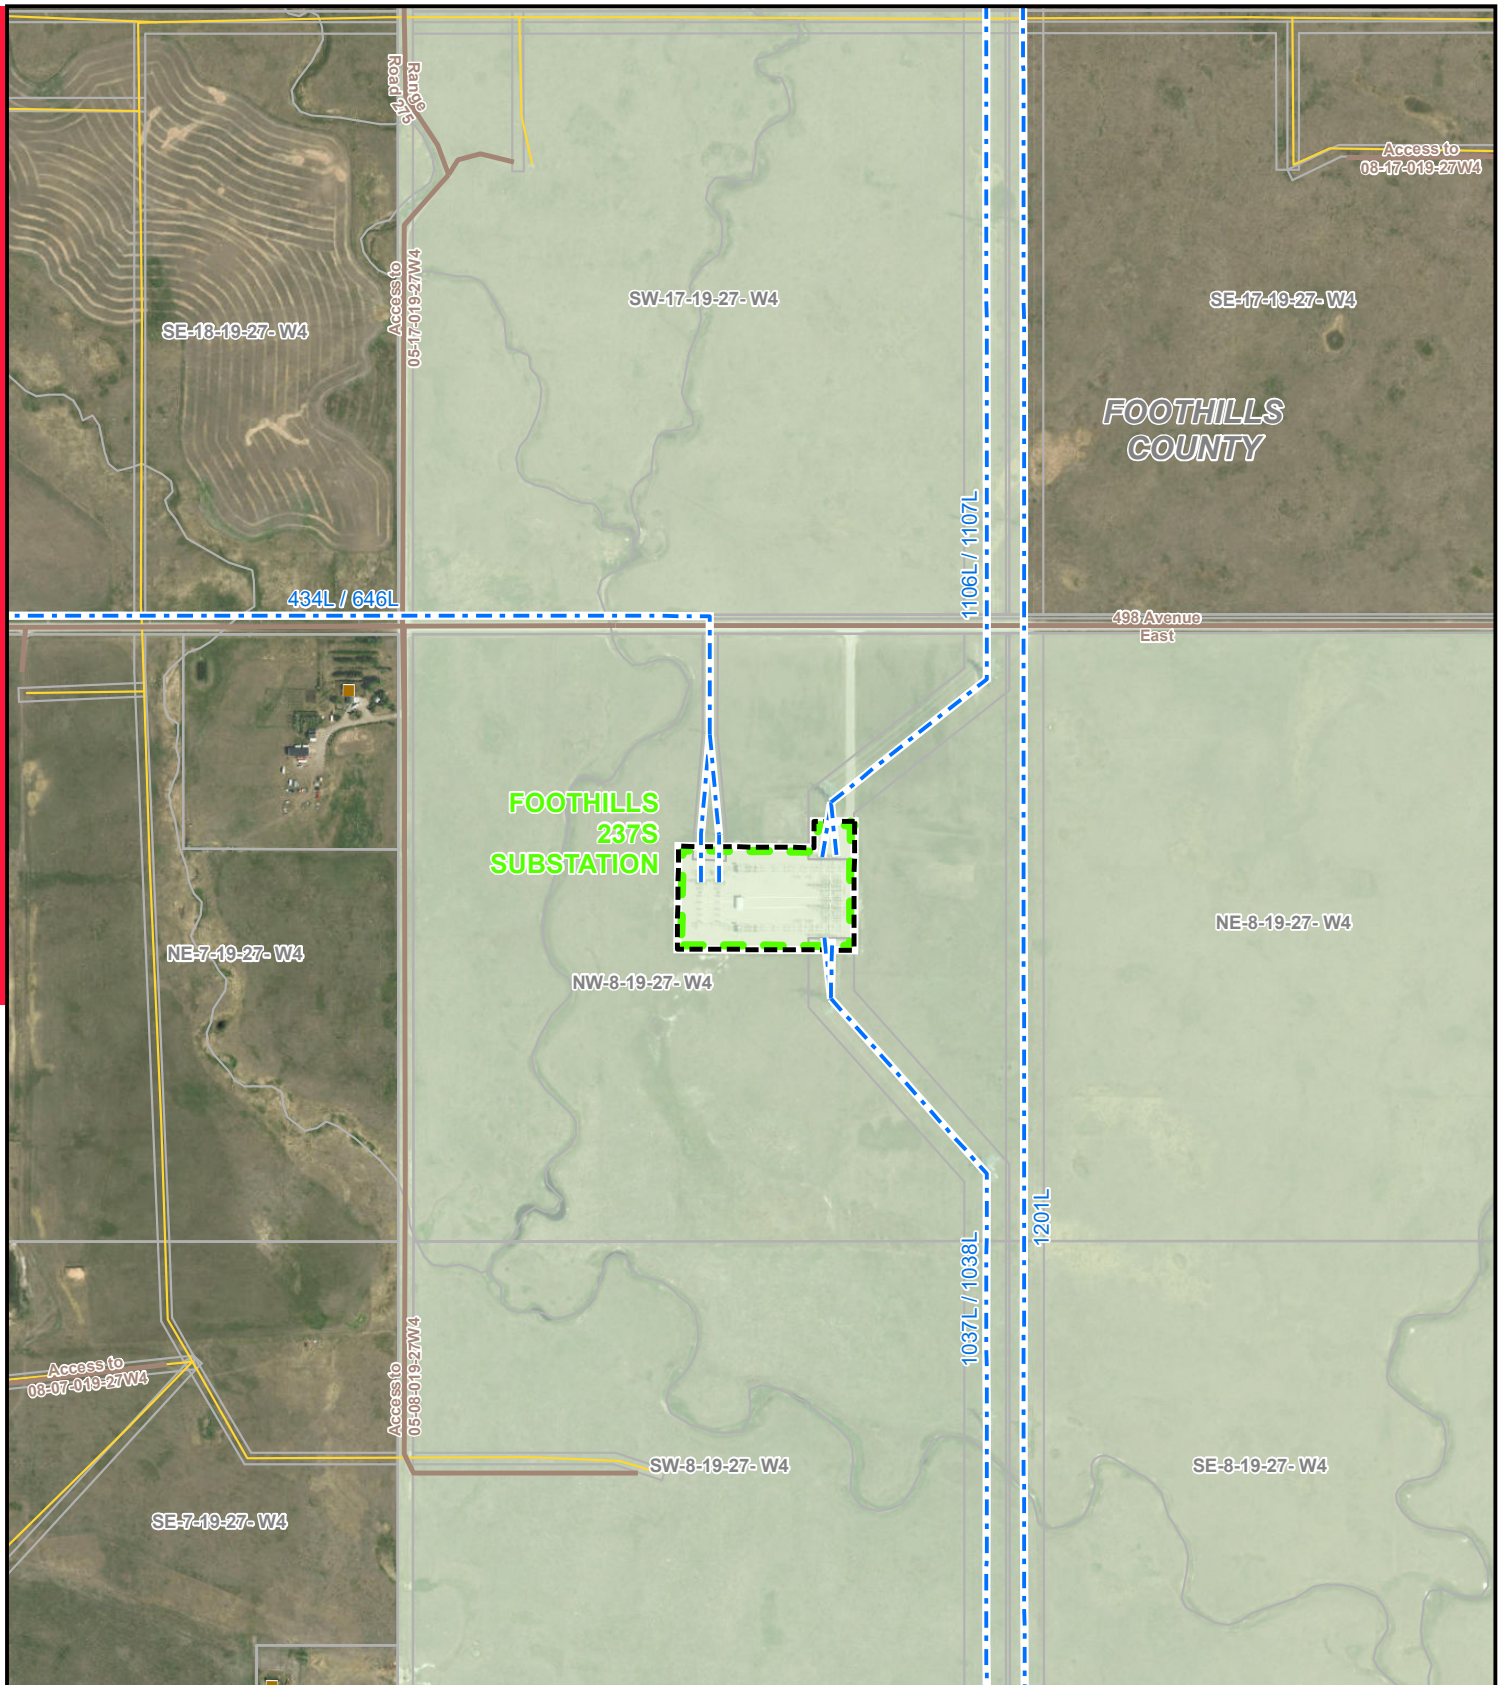 Range
Road 275
Access to
08-17-019-27W4
Access to
05-17-019-27W4
SW-17-19-27- W4
SE-17-19-27- W4
SE-18-19-27- W4
FOOTHILLS
COUNTY
1106L / 1107L
434L / 646L
498 Avenue
East
FOOTHILLS
237S
SUBSTATION
NE-8-19-27- W4
NE-7-19-27- W4
NW-8-19-27- W4
1201L
1037L / 1038L
Access to
08-07-019-27W4
Access to
05-08-019-27W4
SW-8-19-27- W4
SE-8-19-27- W4
SE-7-19-27- W4